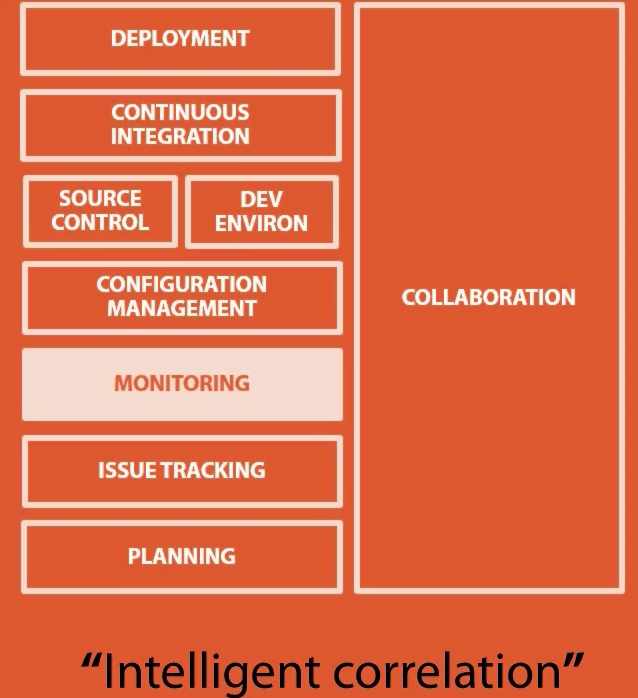 DEPLOYMENT
CONTINUOUS
INTEGRATION
SOURCE
CONTROL
DEV
ENVIRON
CONFIGURATION
MANAGEMENT
MONITORING
ISSUE TRACKING
PLANNING
COLLABORATION
“Intelligent correlation”